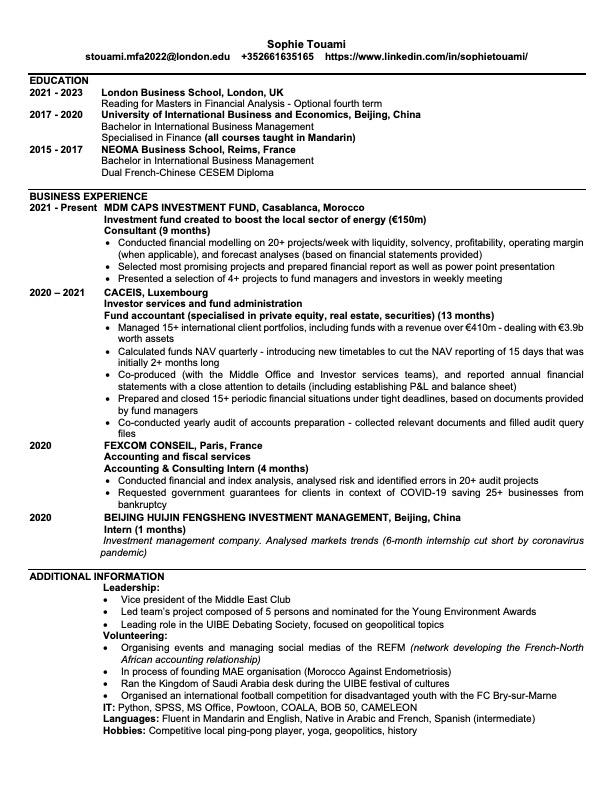 Sophie Touami
stouami.mfa2022@london.edu +352661635165 https://www.linkedin.com/in/sophietouami/
EDUCATION
2021 - 2023 London Business School, London, UK
Reading for Masters in Financial Analysis - Optional fourth term
2017 - 2020 University of International Business and Economics, Beijing, China
Bachelor in International Business Management
Specialised in Finance (all courses taught in Mandarin)
2015 - 2017 NEOMA Business School, Reims, France
Bachelor in International Business Management
Dual French-Chinese CESEM Diploma
BUSINESS EXPERIENCE
2021 - Present MDM CAPS INVESTMENT FUND, Casablanca, Morocco
Investment fund created to boost the local sector of energy (€150m)
Consultant (9 months)
• Conducted financial modelling on 20+ projects/week with liquidity, solvency, profitability, operating margin
(when applicable), and forecast analyses (based on financial statements provided)
• Selected most promising projects and prepared financial report as well as power point presentation
• Presented a selection of 4+ projects to fund managers and investors in weekly meeting
2020 – 2021 CACEIS, Luxembourg
Investor services and fund administration
Fund accountant (specialised in private equity, real estate, securities) (13 months)
• Managed 15+ international client portfolios, including funds with a revenue over €410m - dealing with €3.9b
worth assets
• Calculated funds NAV quarterly - introducing new timetables to cut the NAV reporting of 15 days that was
initially 2+ months long
• Co-produced (with the Middle Office and Investor services teams), and reported annual financial
statements with a close attention to details (including establishing P&L and balance sheet)
• Prepared and closed 15+ periodic financial situations under tight deadlines, based on documents provided
by fund managers
• Co-conducted yearly audit of accounts preparation - collected relevant documents and filled audit query
files
2020 FEXCOM CONSEIL, Paris, France
Accounting and fiscal services
Accounting & Consulting Intern (4 months)
• Conducted financial and index analysis, analysed risk and identified errors in 20+ audit projects
• Requested government guarantees for clients in context of COVID-19 saving 25+ businesses from
bankruptcy
2020 BEIJING HUIJIN FENGSHENG INVESTMENT MANAGEMENT, Beijing, China
Intern (1 months)
Investment management company. Analysed markets trends (6-month internship cut short by coronavirus
pandemic)
ADDITIONAL INFORMATION
Leadership:
• Vice president of the Middle East Club
• Led team's project composed of 5 persons and nominated for the Young Environment Awards
• Leading role in the UIBE Debating Society, focused on geopolitical topics
Volunteering:
• Organising events and managing social medias of the REFM (network developing the French-North
African accounting relationship)
• In process of founding MAE organisation (Morocco Against Endometriosis)
• Ran the Kingdom of Saudi Arabia desk during the UIBE festival of cultures
• Organised an international football competition for disadvantaged youth with the FC Bry-sur-Marne
IT: Python, SPSS, MS Office, Powtoon, COALA, BOB 50, CAMELEON
Languages: Fluent in Mandarin and English, Native in Arabic and French, Spanish (intermediate)
Hobbies: Competitive local ping-pong player, yoga, geopolitics, history